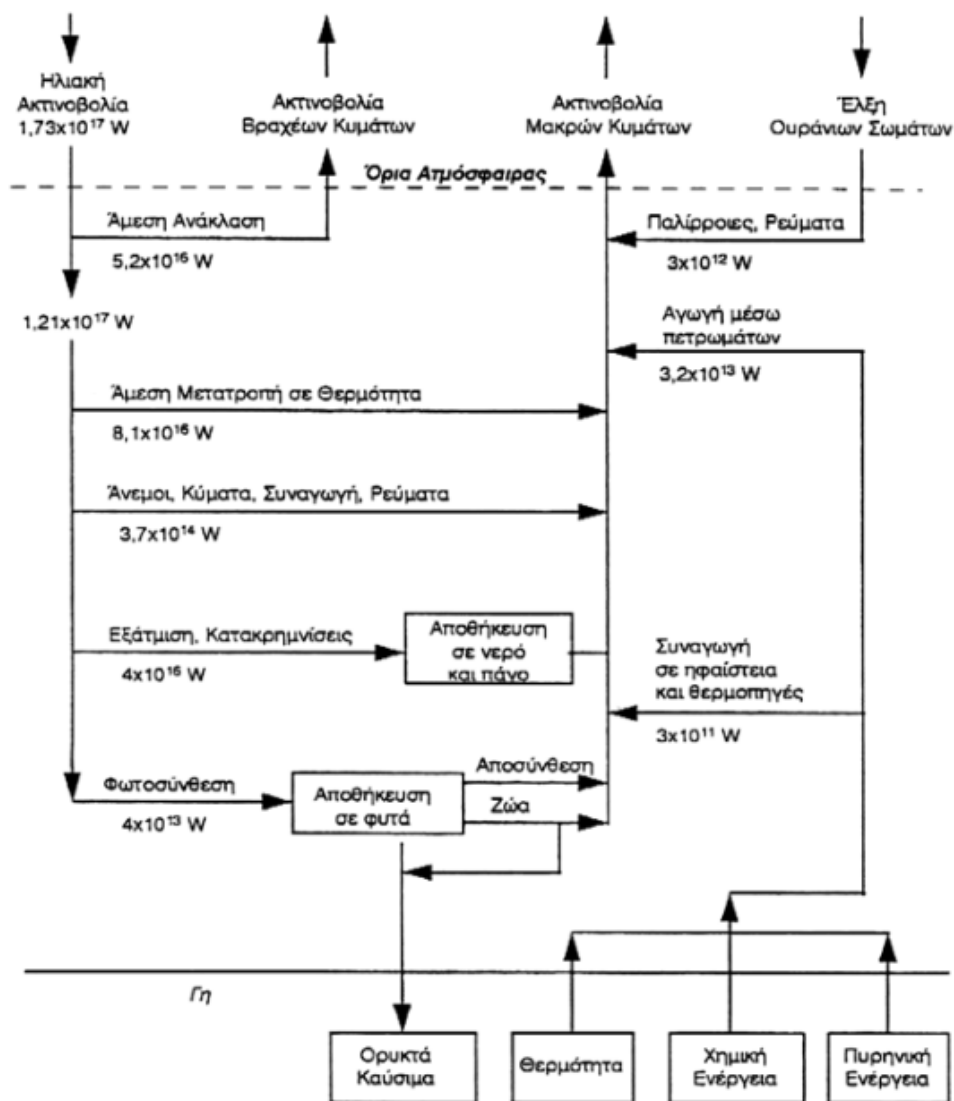 Ηλιακή
Ακτινοβολία
1,73x10¹⁷ W
Ακτινοβολία
Βραχέων Κυμάτων
Ακτινοβολία
Μακρών Κυμάτων
Έλξη
Ουράνιων Σωμάτων
Όρια Ατμόσφαιρας
Άμεση Ανάκλαση
5,2x10¹⁶ W
Παλίρροιες, Ρεύματα
3x10¹² W
1,21x10¹⁷ W
Αγωγή μέσω
πετρωμάτων
3,2x10¹³ W
Άμεση Μετατροπή σε Θερμότητα
8,1x10¹⁶ W
Άνεμοι, Κύματα, Συναγωγή, Ρεύματα
3,7x10¹⁴ W
Εξάτμιση, Κατακρημνίσεις
4x10¹⁶ W
Αποθήκευση
σε νερό
και πάγο
Συναγωγή
σε ηφαίστεια
και θερμοπηγές
3x10¹¹ W
Φωτοσύνθεση
4x10¹³ W
Αποθήκευση
σε φυτά
Αποσύνθεση
Ζώα
Γη
Ορυκτά
Καύσιμα
Θερμότητα
Χημική
Ενέργεια
Πυρηνική
Ενέργεια